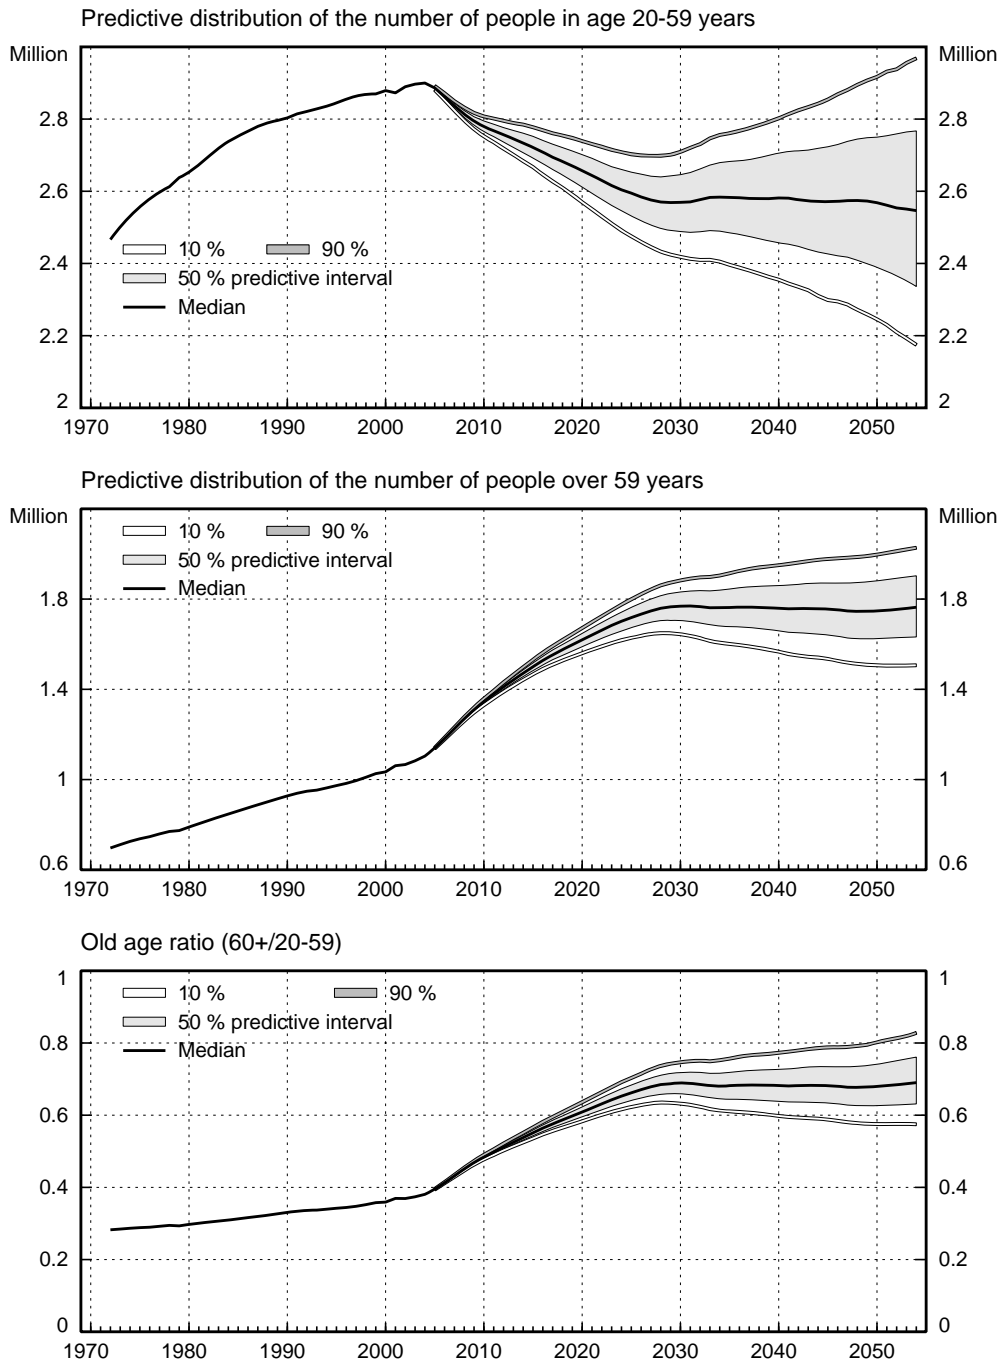 Predictive distribution of the number of people in age 20-59 years
Million Million
2.8 2.8
2.6 2.6
10 % 90 %
2.4 2.4
50 % predictive interval
Median
2.2 2.2
2 2
1970 1980 1990 2000 2010 2020 2030 2040 2050
Predictive distribution of the number of people over 59 years
Million Million
10 % 90 %
50 % predictive interval
Median
1.8 1.8
1.4 1.4
1 1
0.6 0.6
1970 1980 1990 2000 2010 2020 2030 2040 2050
Old age ratio (60+/20-59)
1 1
10 % 90 %
50 % predictive interval
0.8 0.8
Median
0.6 0.6
0.4 0.4
0.2 0.2
0 0
1970 1980 1990 2000 2010 2020 2030 2040 2050